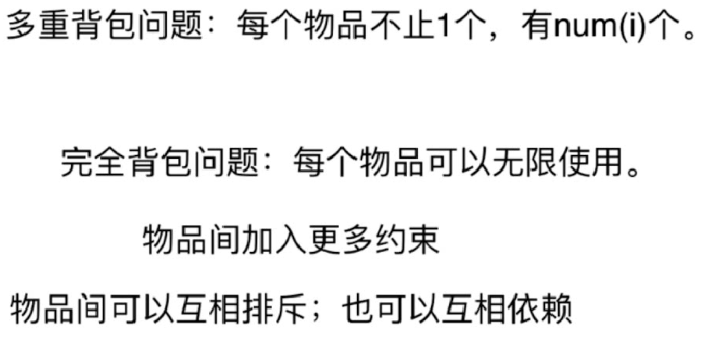 多重背包问题：每个物品不止1个，有num(i)个。
完全背包问题：每个物品可以无限使用。
物品间加入更多约束
物品间可以互相排斥；也可以互相依赖